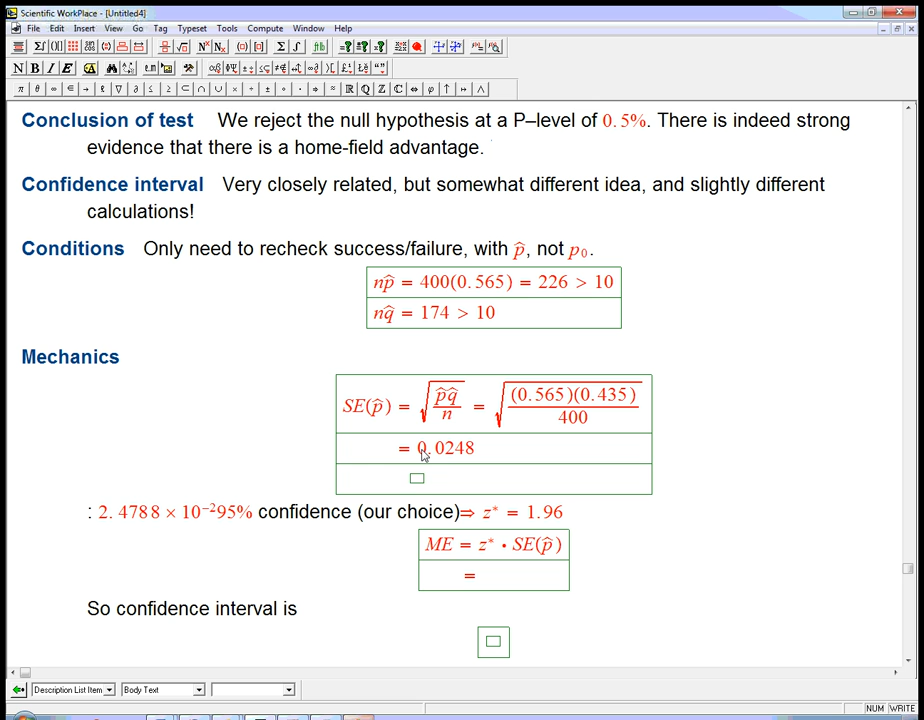 Scientific WorkPlace - [Untitled4]
File Edit Insert View Go Tag Typeset Tools Compute Window Help
Conclusion of test We reject the null hypothesis at a P–level of 0.5%. There is indeed strong
evidence that there is a home-field advantage.
Confidence interval Very closely related, but somewhat different idea, and slightly different
calculations!
Conditions Only need to recheck success/failure, with p̂, not p₀.
np̂ = 400(0.565) = 226 > 10
nq̂ = 174 > 10
Mechanics
SE(p̂) = √(p̂q̂/n) = √((0.565)(0.435)/400)
= 0.0248
: 2.4788 × 10⁻²95% confidence (our choice)⇒ z* = 1.96
ME = z* · SE(p̂)
=
So confidence interval is
Description List Item Body Text
NUM WRITE